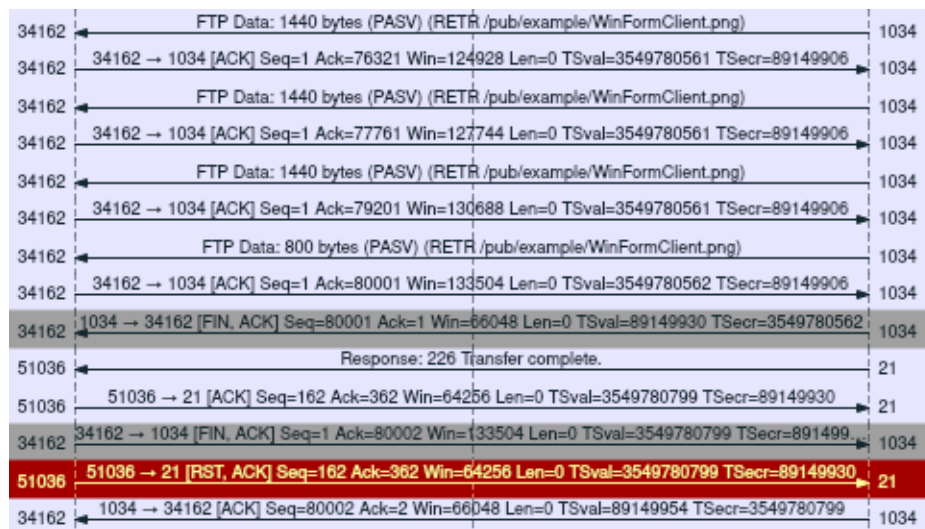 34162 FTP Data: 1440 bytes (PASV) (RETR /pub/example/WinFormClient.png) 1034
34162 34162 → 1034 [ACK] Seq=1 Ack=76321 Win=124928 Len=0 TSval=3549780561 TSecr=89149906 1034
34162 FTP Data: 1440 bytes (PASV) (RETR /pub/example/WinFormClient.png) 1034
34162 34162 → 1034 [ACK] Seq=1 Ack=77761 Win=127744 Len=0 TSval=3549780561 TSecr=89149906 1034
34162 FTP Data: 1440 bytes (PASV) (RETR /pub/example/WinFormClient.png) 1034
34162 34162 → 1034 [ACK] Seq=1 Ack=79201 Win=130688 Len=0 TSval=3549780561 TSecr=89149906 1034
34162 FTP Data: 800 bytes (PASV) (RETR /pub/example/WinFormClient.png) 1034
34162 34162 → 1034 [ACK] Seq=1 Ack=80001 Win=133504 Len=0 TSval=3549780562 TSecr=89149906 1034
34162 1034 → 34162 [FIN, ACK] Seq=80001 Ack=1 Win=66048 Len=0 TSval=89149930 TSecr=3549780562 1034
51036 Response: 226 Transfer complete. 21
51036 51036 → 21 [ACK] Seq=162 Ack=362 Win=64256 Len=0 TSval=3549780799 TSecr=89149930 21
34162 34162 → 1034 [FIN, ACK] Seq=1 Ack=80002 Win=133504 Len=0 TSval=3549780799 TSecr=891499... 1034
51036 51036 → 21 [RST, ACK] Seq=162 Ack=362 Win=64256 Len=0 TSval=3549780799 TSecr=89149930 21
34162 1034 → 34162 [ACK] Seq=80002 Ack=2 Win=66048 Len=0 TSval=89149954 TSecr=3549780799 1034